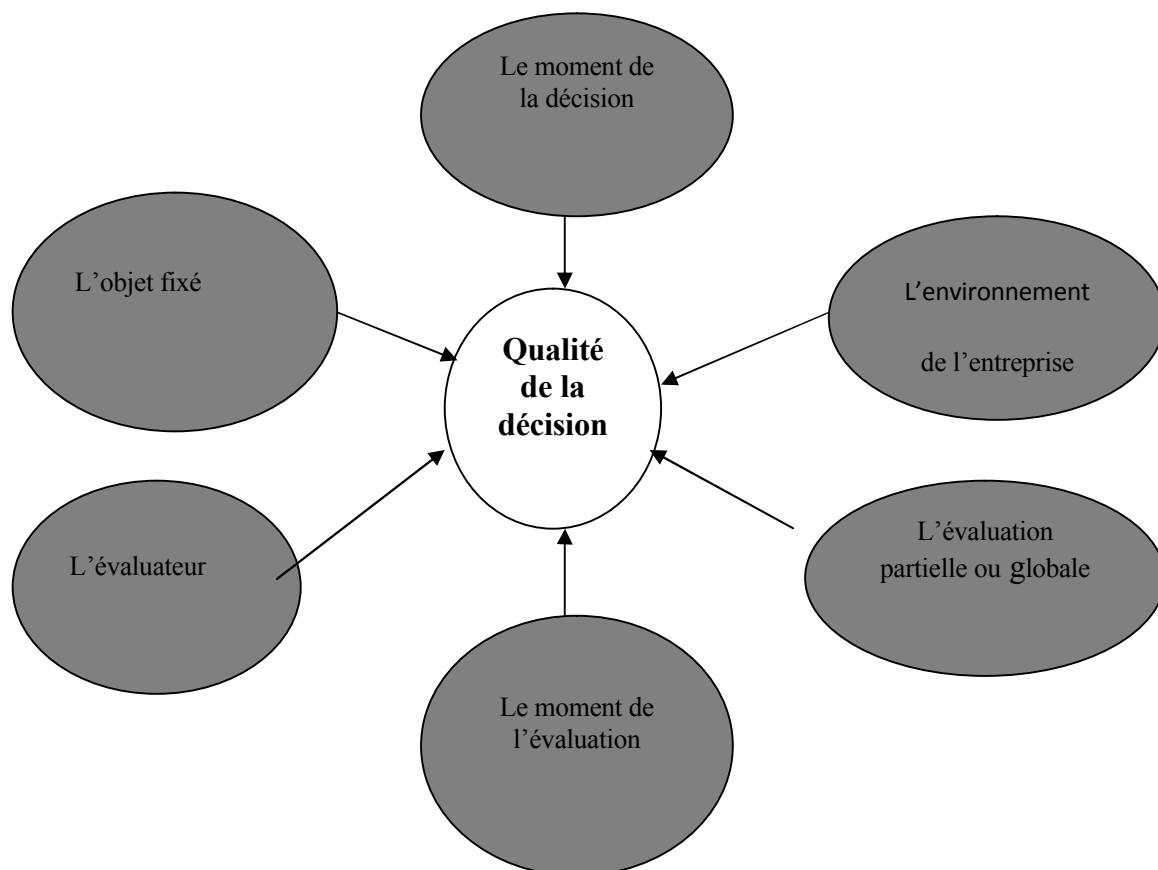 Le moment de
la décision
L’objet fixé
L’environnement
de l’entreprise
Qualité
de la
décision
L’évaluateur
L’évaluation
partielle ou globale
Le moment de
l’évaluation